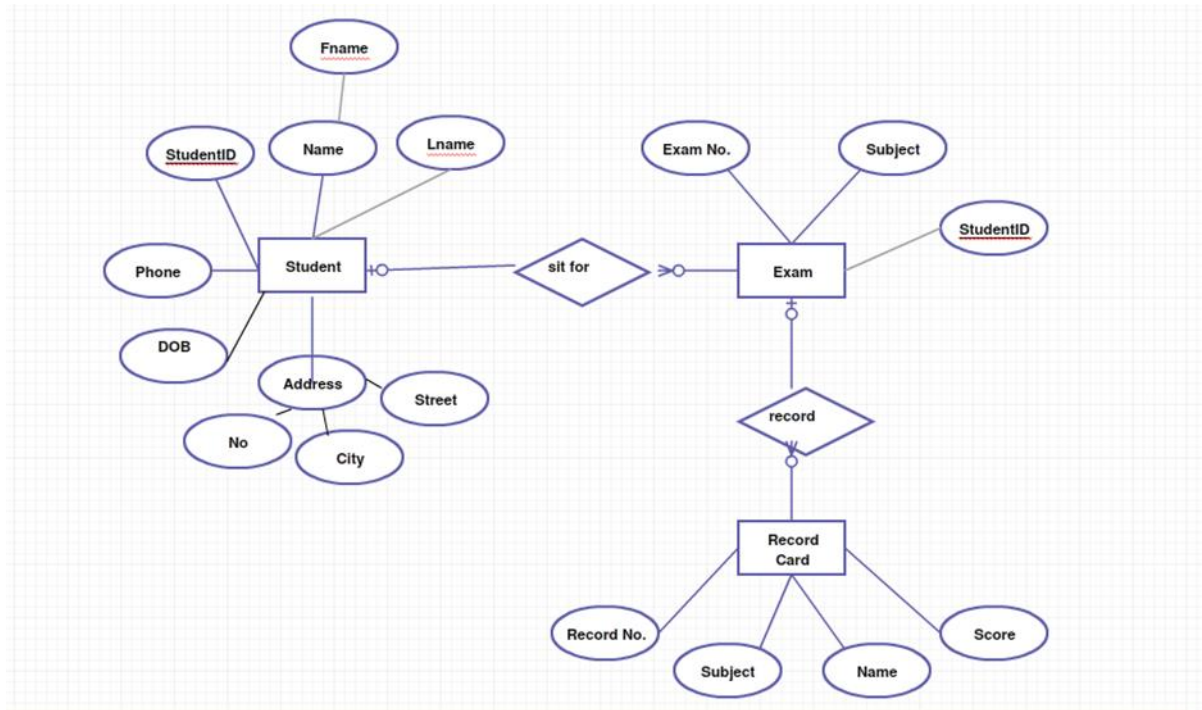 Fname
StudentID
Name
Lname
Exam No.
Subject
StudentID
Phone
Student
sit for
Exam
DOB
Address
Street
No
City
record
Record
Card
Record No.
Subject
Name
Score